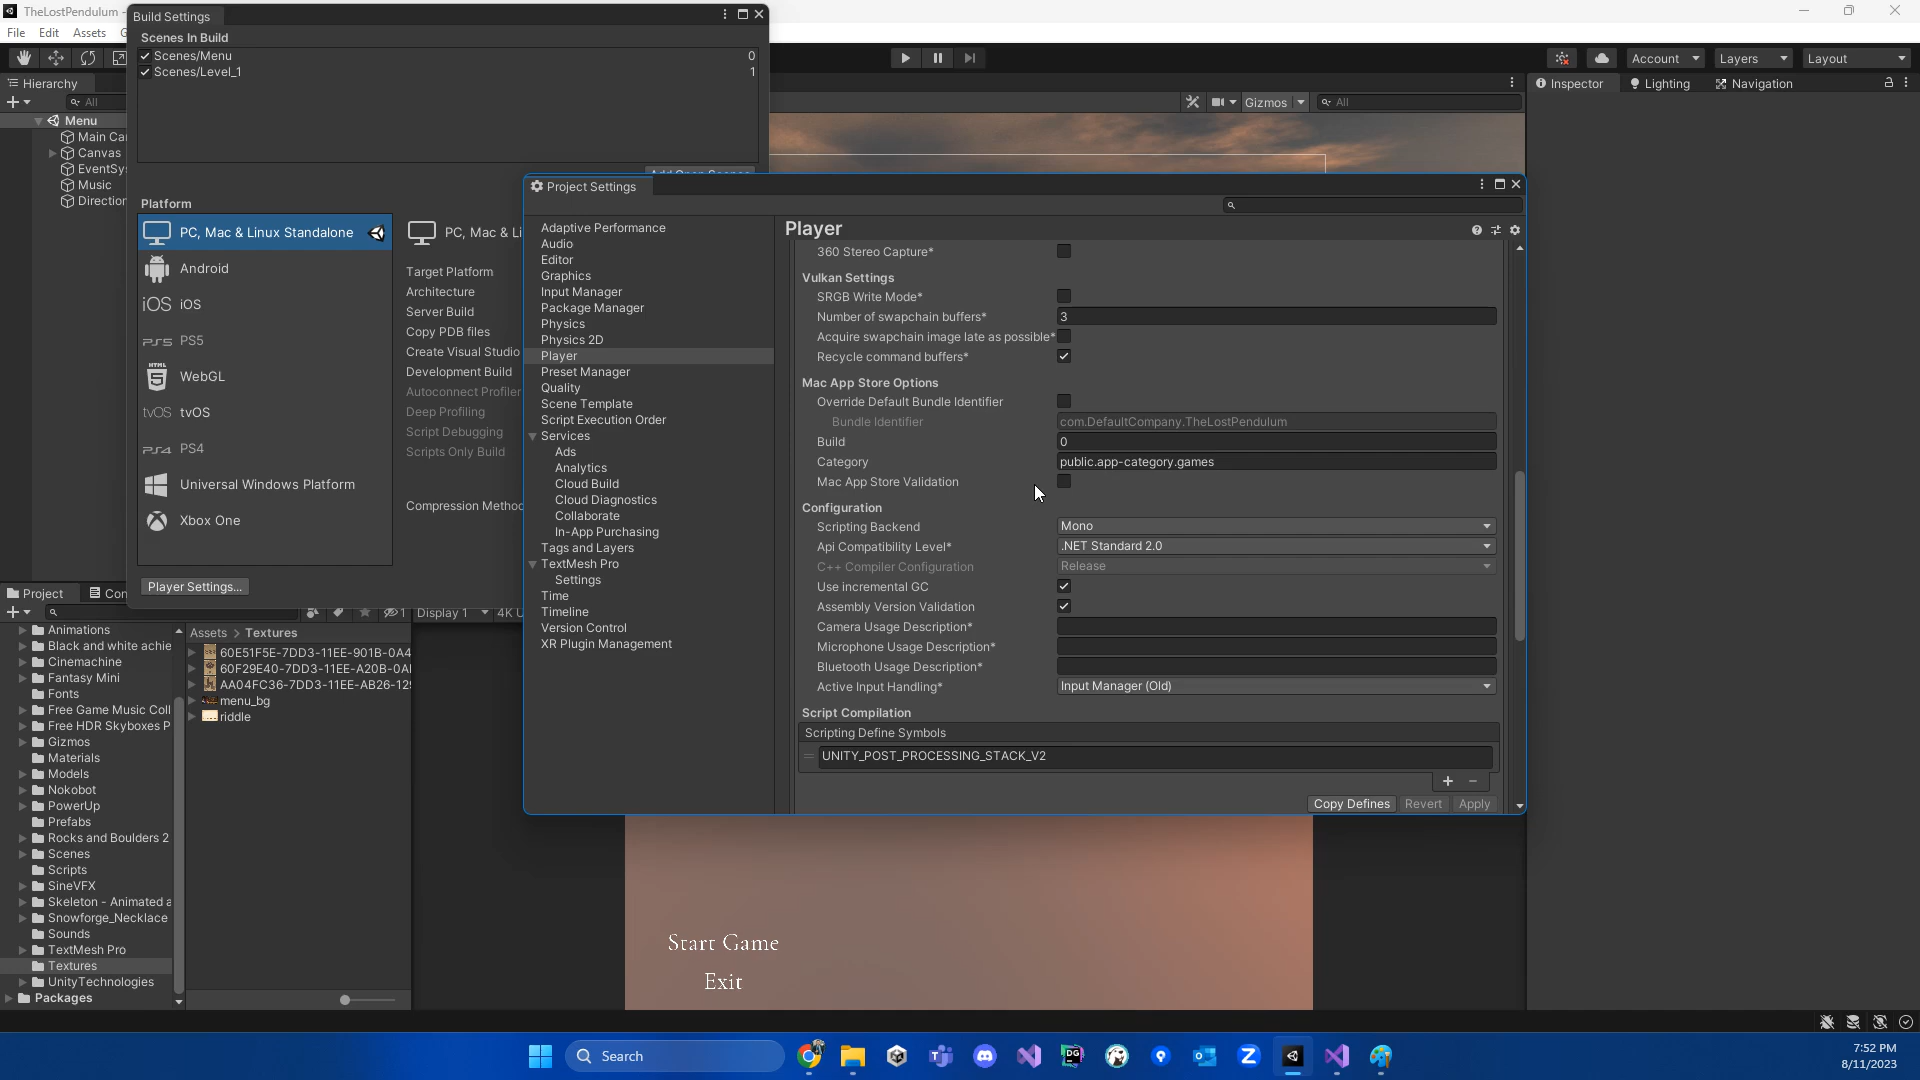 TheLostPendulum -
File Edit Assets G
Account Layers Layout
Hierarchy
All
Menu
Main Ca
Canvas
EventSy
Music
Direction
Build Settings
Scenes In Build
Scenes/Menu 0
Scenes/Level_1 1
Platform
PC, Mac & Linux Standalone
Android
iOS iOS
PS5 PS5
WebGL
tvOS tvOS
PS4 PS4
Universal Windows Platform
Xbox One
Player Settings...
PC, Mac & Li
Target Platform
Architecture
Server Build
Copy PDB files
Create Visual Studio
Development Build
Autoconnect Profiler
Deep Profiling
Script Debugging
Scripts Only Build
Compression Method
Gizmos All
Inspector Lighting Navigation
Project Settings
Adaptive Performance
Audio
Editor
Graphics
Input Manager
Package Manager
Physics
Physics 2D
Player
Preset Manager
Quality
Scene Template
Script Execution Order
Services
Ads
Analytics
Cloud Build
Cloud Diagnostics
Collaborate
In-App Purchasing
Tags and Layers
TextMesh Pro
Settings
Time
Timeline
Version Control
XR Plugin Management
Player
360 Stereo Capture*
Vulkan Settings
SRGB Write Mode*
Number of swapchain buffers* 3
Acquire swapchain image late as possible*
Recycle command buffers*
Mac App Store Options
Override Default Bundle Identifier
Bundle Identifier com.DefaultCompany.TheLostPendulum
Build 0
Category public.app-category.games
Mac App Store Validation
Configuration
Scripting Backend Mono
Api Compatibility Level* .NET Standard 2.0
C++ Compiler Configuration Release
Use incremental GC
Assembly Version Validation
Camera Usage Description*
Microphone Usage Description*
Bluetooth Usage Description*
Active Input Handling* Input Manager (Old)
Script Compilation
Scripting Define Symbols
UNITY_POST_PROCESSING_STACK_V2
Copy Defines Revert Apply
Project Con
1 Display 1 4K U
Animations
Black and white achie
Cinemachine
Fantasy Mini
Fonts
Free Game Music Coll
Free HDR Skyboxes P
Gizmos
Materials
Models
Nokobot
PowerUp
Prefabs
Rocks and Boulders 2
Scenes
Scripts
SineVFX
Skeleton - Animated a
Snowforge_Necklace
Sounds
TextMesh Pro
Textures
UnityTechnologies
Packages
Assets > Textures
60E51F5E-7DD3-11EE-901B-0A4
60F29E40-7DD3-11EE-A20B-0A
AA04FC36-7DD3-11EE-AB26-12
menu_bg
riddle
Start Game
Exit
Search
DG
7:52 PM
8/11/2023